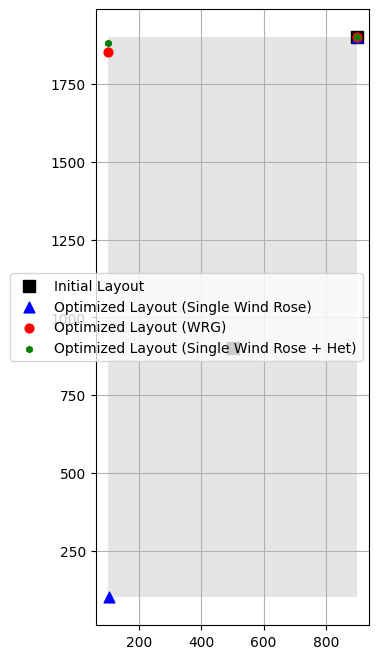 1750
1500
1250
Initial Layout
Optimized Layout (Single Wind Rose)
1000
Optimized Layout (WRG)
Optimized Layout (Single Wind Rose + Het)
750
500
250
200 400 600 800